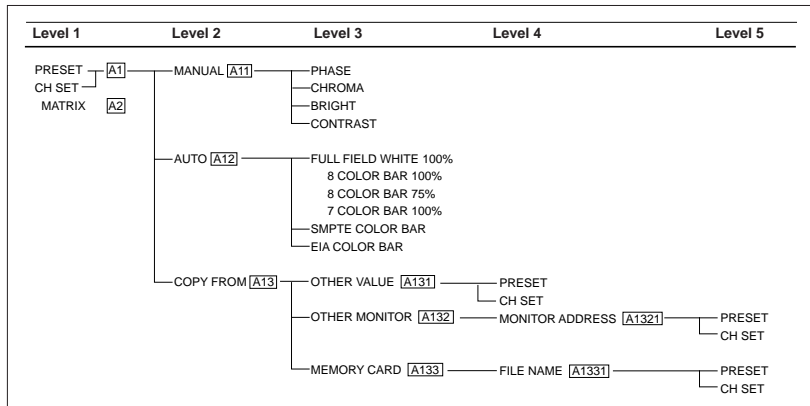 Level 1 Level 2 Level 3 Level 4 Level 5
PRESET A1 MANUAL A11 PHASE
CH SET CHROMA
MATRIX A2 BRIGHT
CONTRAST
AUTO A12 FULL FIELD WHITE 100%
8 COLOR BAR 100%
8 COLOR BAR 75%
7 COLOR BAR 100%
SMPTE COLOR BAR
EIA COLOR BAR
COPY FROM A13 OTHER VALUE A131 PRESET
CH SET
OTHER MONITOR A132 MONITOR ADDRESS A1321 PRESET
CH SET
MEMORY CARD A133 FILE NAME A1331 PRESET
CH SET